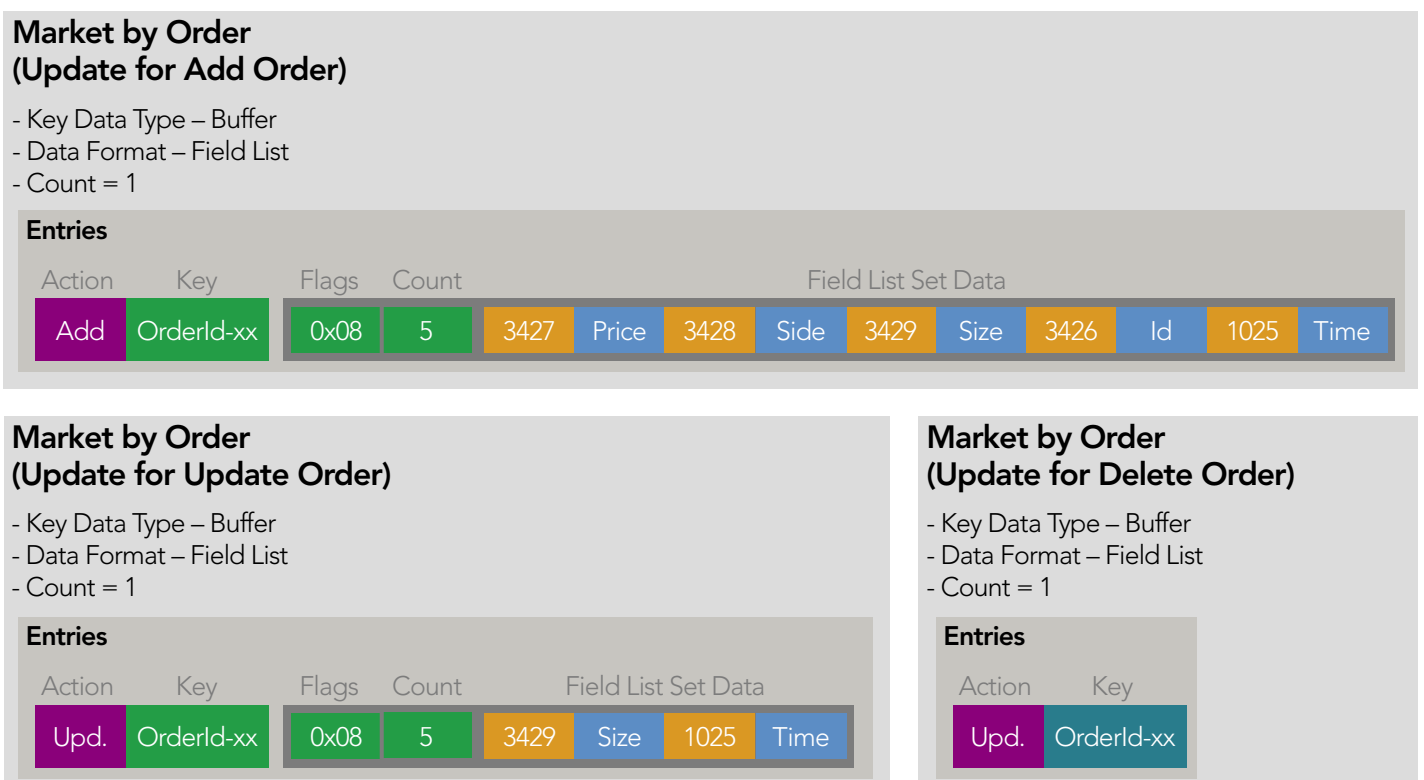 Market by Order
(Update for Add Order)
- Key Data Type – Buffer
- Data Format – Field List
- Count = 1
Entries
Action Key Flags Count Field List Set Data
Add OrderId-xx 0x08 5 3427 Price 3428 Side 3429 Size 3426 Id 1025 Time
Market by Order
(Update for Update Order)
- Key Data Type – Buffer
- Data Format – Field List
- Count = 1
Entries
Action Key Flags Count Field List Set Data
Upd. OrderId-xx 0x08 5 3429 Size 1025 Time
Market by Order
(Update for Delete Order)
- Key Data Type – Buffer
- Data Format – Field List
- Count = 1
Entries
Action Key
Upd. OrderId-xx